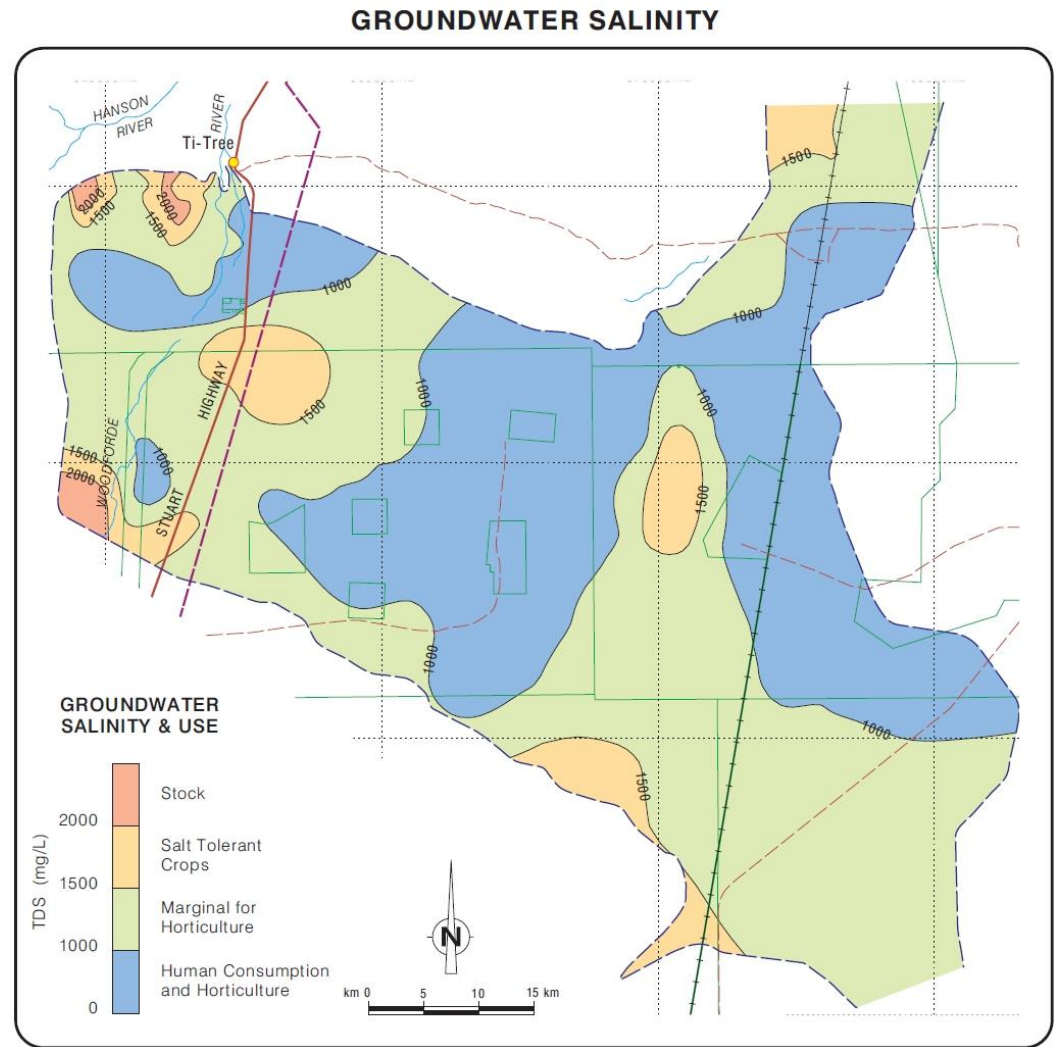 GROUNDWATER SALINITY
HANSON
RIVER
RIVER
Ti-Tree
1500
2000
1500
2000
1500
1000
1000
1500
1000
1000
HIGHWAY
1500
2000
WOODFORDE
1000
STUART
1500
1000
1000
1500
GROUNDWATER
SALINITY & USE
Stock
2000
Salt Tolerant
Crops
1500
Marginal for
Horticulture
1000
Human Consumption
and Horticulture
0
TDS (mg/L)
N
km 0 5 10 15 km